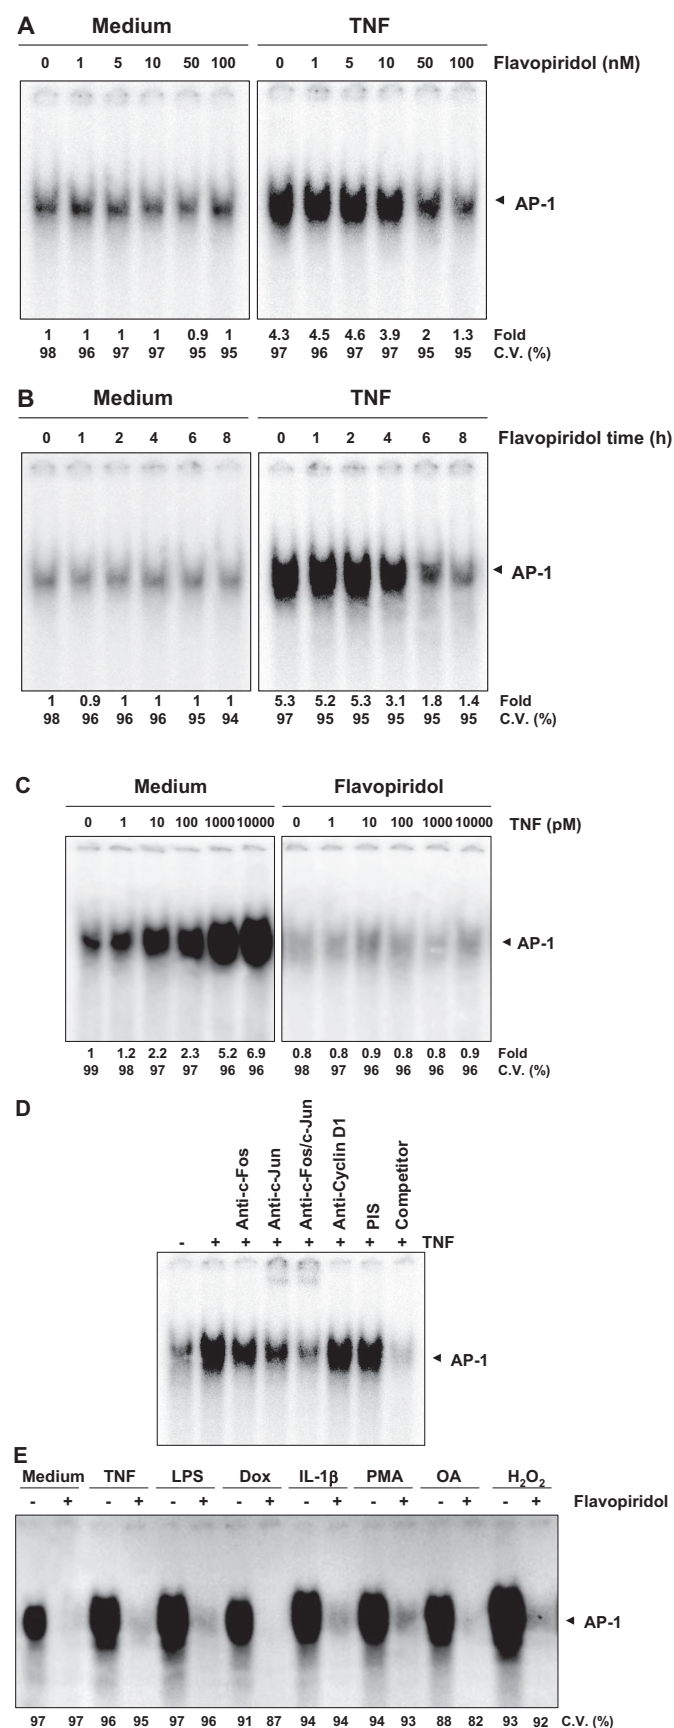 A
Medium TNF
0 1 5 10 50 100 0 1 5 10 50 100 Flavopiridol (nM)
AP-1
1 1 1 1 0.9 1 4.3 4.5 4.6 3.9 2 1.3 Fold
98 96 97 97 95 95 97 96 97 97 95 95 C.V. (%)
B
Medium TNF
0 1 2 4 6 8 0 1 2 4 6 8 Flavopiridol time (h)
AP-1
1 0.9 1 1 1 1 5.3 5.2 5.3 3.1 1.8 1.4 Fold
98 96 96 96 95 94 97 95 95 95 95 95 C.V. (%)
C
Medium Flavopiridol
0 1 10 100 1000 10000 0 1 10 100 1000 10000 TNF (pM)
AP-1
1 1.2 2.2 2.3 5.2 6.9 0.8 0.8 0.9 0.8 0.8 0.9 Fold
99 98 97 97 96 96 98 97 96 96 96 96 C.V. (%)
D
Anti-c-Fos
Anti-c-Jun
Anti-c-Fos/c-Jun
Anti-Cyclin D1
PIS
Competitor
- + + + + + + + TNF
AP-1
E
Medium TNF LPS Dox IL-1β PMA OA H₂O₂
- + - + - + - + - + - + - + - + Flavopiridol
AP-1
97 97 96 95 97 96 91 87 94 94 94 93 88 82 93 92 C.V. (%)